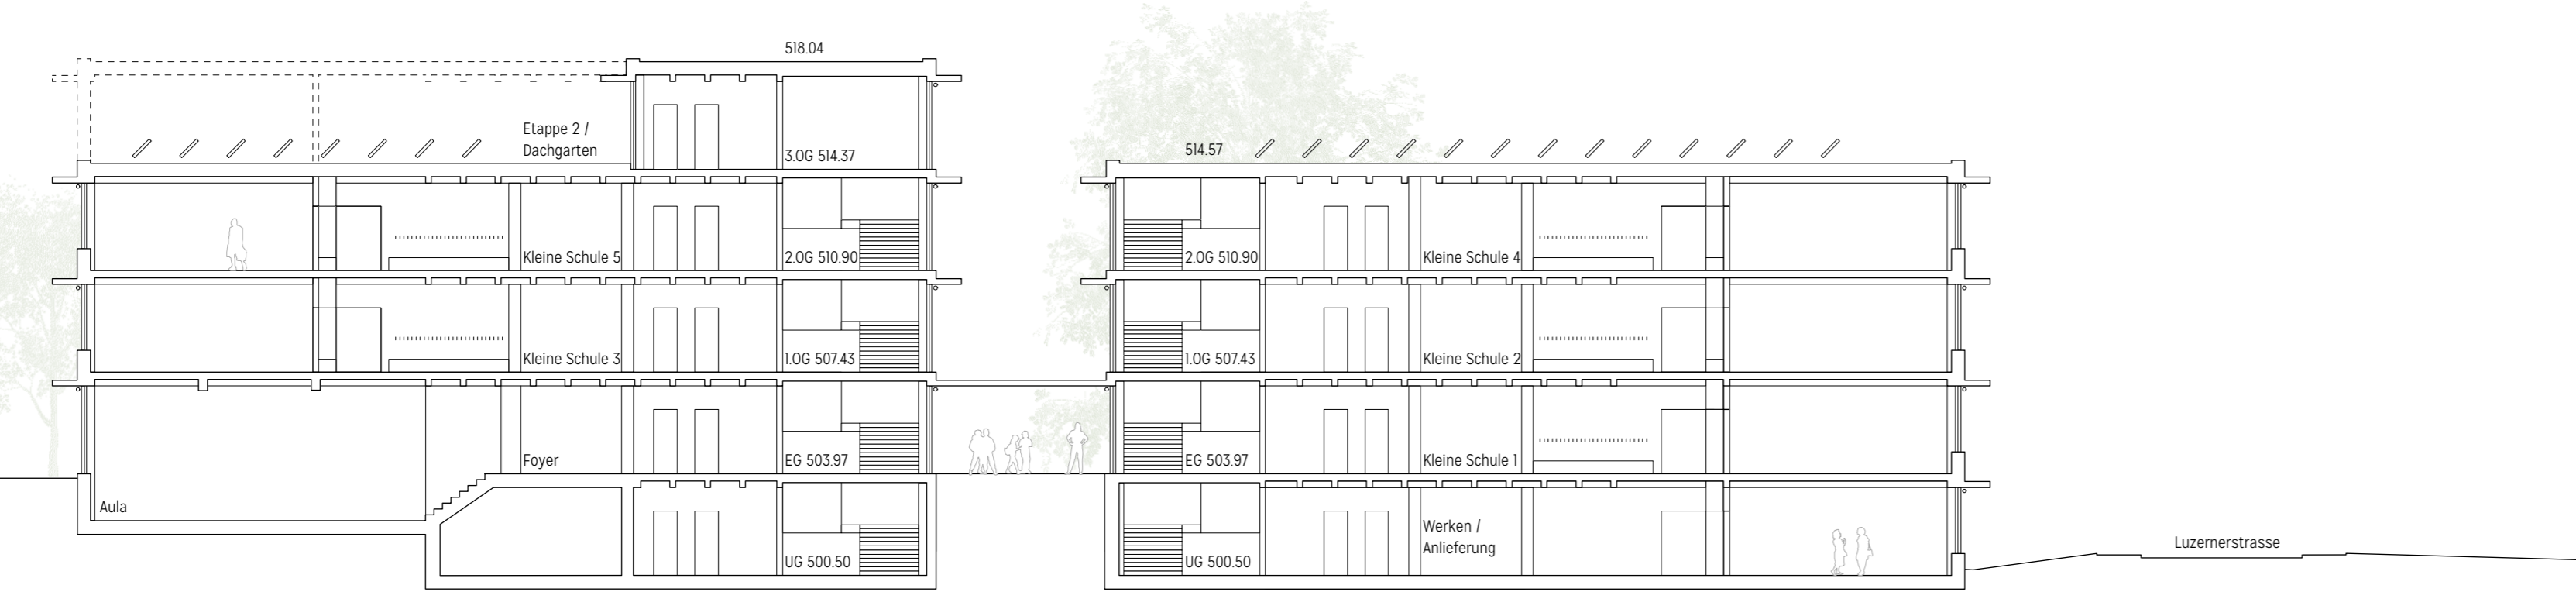 518.04
Etappe 2 /
Dachgarten
3.OG 514.37
Kleine Schule 5
2.OG 510.90
Kleine Schule 3
1.OG 507.43
Foyer
EG 503.97
Aula
UG 500.50
514.57
2.OG 510.90
Kleine Schule 4
1.OG 507.43
Kleine Schule 2
EG 503.97
Kleine Schule 1
Werken /
Anlieferung
UG 500.50
Luzernerstrasse